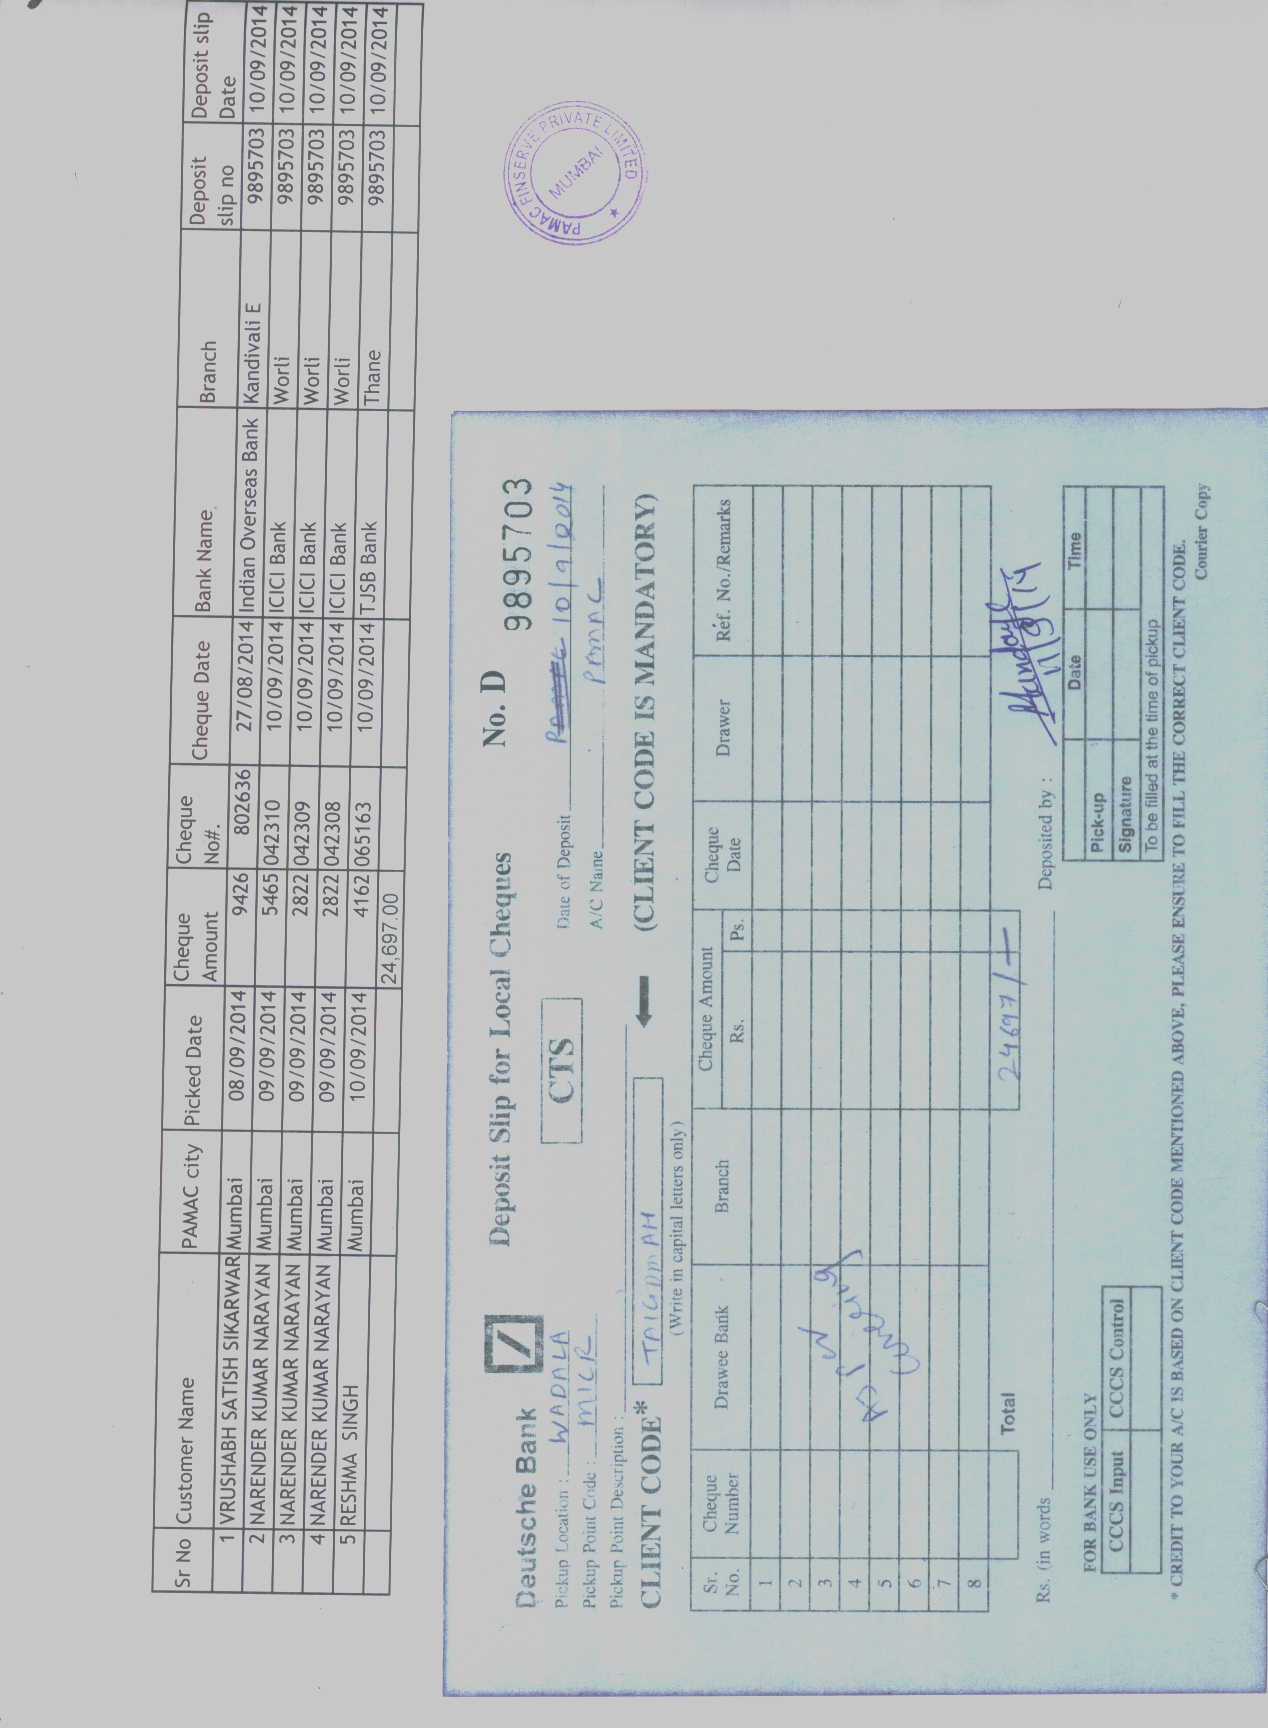 Sr No Customer Name PAMAC city Picked Date Cheque Amount Cheque No#. Cheque Date Bank Name Branch Deposit slip no Deposit slip Date
1 VRUSHABH SATISH SIKARWAR Mumbai 08/09/2014 9426 802636 27/08/2014 Indian Overseas Bank Kandivali E 9895703 10/09/2014
2 NARENDER KUMAR NARAYAN Mumbai 09/09/2014 5465 042310 10/09/2014 ICICI Bank Worli 9895703 10/09/2014
3 NARENDER KUMAR NARAYAN Mumbai 09/09/2014 2822 042309 10/09/2014 ICICI Bank Worli 9895703 10/09/2014
4 NARENDER KUMAR NARAYAN Mumbai 09/09/2014 2822 042308 10/09/2014 ICICI Bank Worli 9895703 10/09/2014
5 RESHMA SINGH Mumbai 10/09/2014 4162 065163 10/09/2014 TJSB Bank Thane 9895703 10/09/2014
24,697.00
PAMAC FINSERVE PRIVATE LIMITED
MUMBAI
Deutsche Bank Deposit Slip for Local Cheques No. D 9895703
Pickup Location : WADALA CTS Date of Deposit 10/9/2014
Pickup Point Code : MICR A/C Name PAMAC
Pickup Point Description :
CLIENT CODE* (CLIENT CODE IS MANDATORY)
(Write in capital letters only)
Sr. No. Cheque Number Drawee Bank Branch Cheque Amount Rs. Ps. Cheque Date Drawer Ref. No./Remarks
1
2
3
4
5
6
7
8
Total 24697/-
Rs. (in words Deposited by : 11/9/14
FOR BANK USE ONLY
CCCS Input CCCS Control
Date Time
Pick-up
Signature
To be filled at the time of pickup
* CREDIT TO YOUR A/C IS BASED ON CLIENT CODE MENTIONED ABOVE, PLEASE ENSURE TO FILL THE CORRECT CLIENT CODE.
Courier Copy